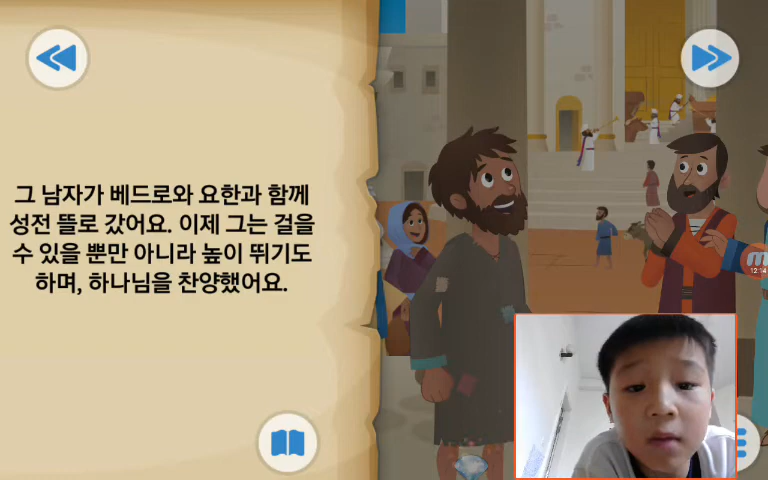 그 남자가 베드로와 요한과 함께
성전 뜰로 갔어요. 이제 그는 걸을
수 있을 뿐만 아니라 높이 뛰기도
하며, 하나님을 찬양했어요.
12:14